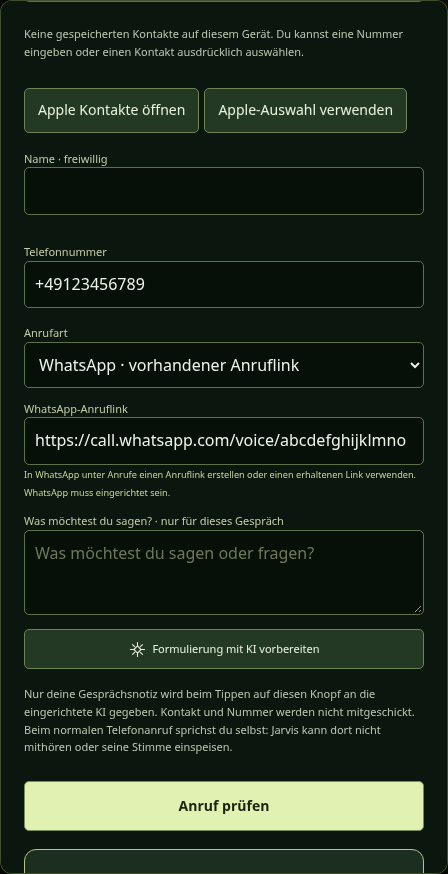 Keine gespeicherten Kontakte auf diesem Gerät. Du kannst eine Nummer
eingeben oder einen Kontakt ausdrücklich auswählen.
Apple Kontakte öffnen
Apple-Auswahl verwenden
Name · freiwillig
Telefonnummer
+49123456789
Anrufart
WhatsApp · vorhandener Anruflink
WhatsApp-Anruflink
https://call.whatsapp.com/voice/abcdefghijklmno
In WhatsApp unter Anrufe einen Anruflink erstellen oder einen erhaltenen Link verwenden.
WhatsApp muss eingerichtet sein.
Was möchtest du sagen? · nur für dieses Gespräch
Was möchtest du sagen oder fragen?
Formulierung mit KI vorbereiten
Nur deine Gesprächsnotiz wird beim Tippen auf diesen Knopf an die
eingerichtete KI gegeben. Kontakt und Nummer werden nicht mitgeschickt.
Beim normalen Telefonanruf sprichst du selbst: Jarvis kann dort nicht
mithören oder seine Stimme einspeisen.
Anruf prüfen